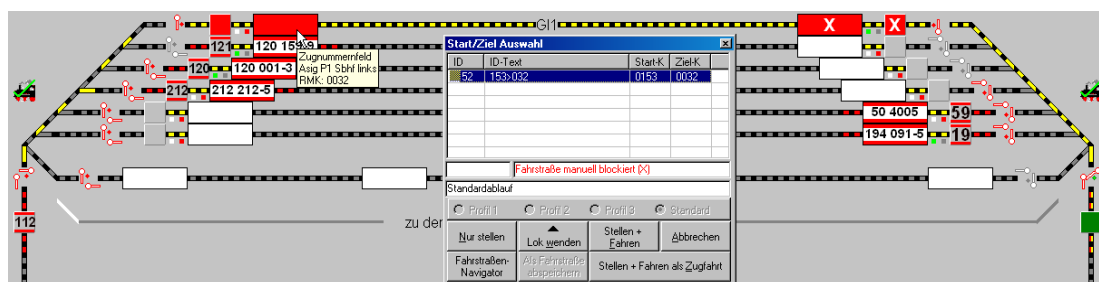 Gl1
X
X
121
120 159-9
Zugnummernfeld
Asig P1 Sbhf links
RMK: 0032
120
120 001-3
212
212 212-5
50 4005
59
194 091-5
19
112
zu der
Start/Ziel Auswahl
ID
ID-Text
Start-K
Ziel-K
52
153>032
0153
0032
Fahrstraße manuell blockiert (X)
Standardablauf
Profil 1
Profil 2
Profil 3
Standard
Nur stellen
Lok wenden
Stellen +
Fahren
Abbrechen
Fahrstraßen-
Navigator
Als Fahrstraße
abspeichern
Stellen + Fahren als Zugfahrt